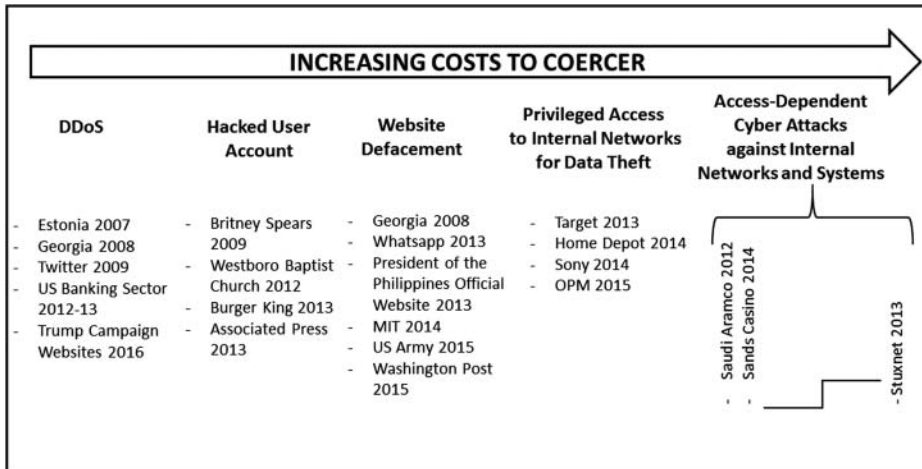 INCREASING COSTS TO COERCER
DDoS
- Estonia 2007
- Georgia 2008
- Twitter 2009
- US Banking Sector
2012-13
- Trump Campaign
Websites 2016
Hacked User
Account
- Britney Spears
2009
- Westboro Baptist
Church 2012
- Burger King 2013
- Associated Press
2013
Website
Defacement
- Georgia 2008
- Whatsapp 2013
- President of the
Philippines Official
Website 2013
- MIT 2014
- US Army 2015
- Washington Post
2015
Privileged Access
to Internal Networks
for Data Theft
- Target 2013
- Home Depot 2014
- Sony 2014
- OPM 2015
Access-Dependent
Cyber Attacks
against Internal
Networks and Systems
- Saudi Aramco 2012
- Sands Casino 2014
- Stuxnet 2013